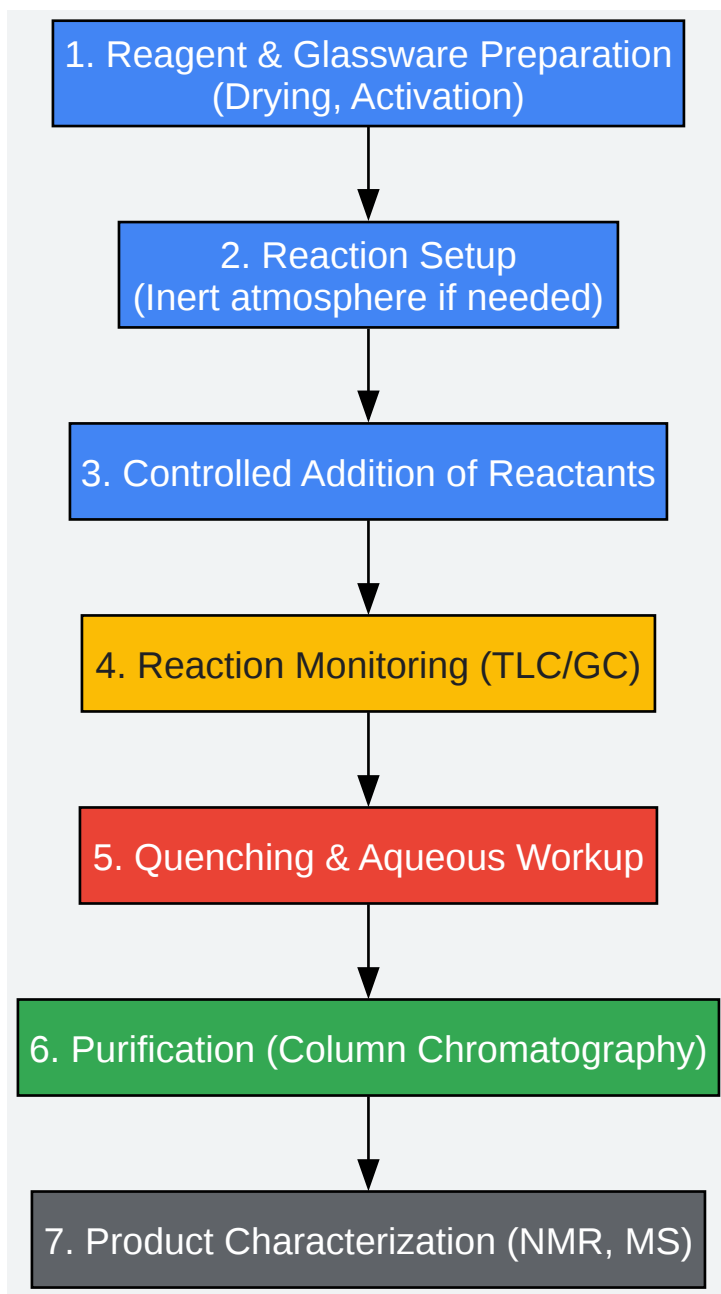 1. Reagent & Glassware Preparation
(Drying, Activation)
2. Reaction Setup
(Inert atmosphere if needed)
3. Controlled Addition of Reactants
4. Reaction Monitoring (TLC/GC)
5. Quenching & Aqueous Workup
6. Purification (Column Chromatography)
7. Product Characterization (NMR, MS)